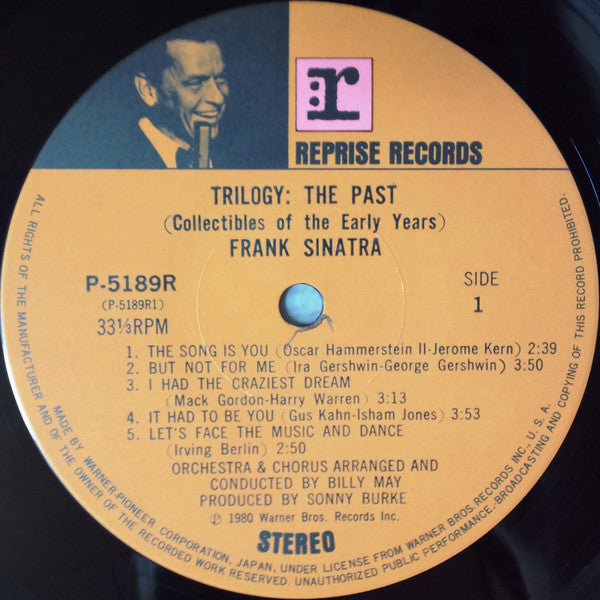 :r
REPRISE RECORDS
TRILOGY: THE PAST
(Collectibles of the Early Years)
FRANK SINATRA
P-5189R
(P-5189R1)
33⅓RPM
SIDE
1
1. THE SONG IS YOU (Oscar Hammerstein II-Jerome Kern) 2:39
2. BUT NOT FOR ME (Ira Gershwin-George Gershwin) 3:50
3. I HAD THE CRAZIEST DREAM
(Mack Gordon-Harry Warren) 3:13
4. IT HAD TO BE YOU (Gus Kahn-Isham Jones) 3:53
5. LET'S FACE THE MUSIC AND DANCE
(Irving Berlin) 2:50
ORCHESTRA & CHORUS ARRANGED AND
CONDUCTED BY BILLY MAY
PRODUCED BY SONNY BURKE
℗ 1980 Warner Bros. Records Inc.
STEREO
ALL RIGHTS OF THE MANUFACTURER AND OF THE OWNER OF THE RECORDED WORK RESERVED. UNAUTHORIZED PUBLIC PERFORMANCE, BROADCASTING AND COPYING OF THIS RECORD PROHIBITED.
MADE BY WARNER-PIONEER CORPORATION, JAPAN, UNDER LICENSE FROM WARNER BROS. RECORDS INC., U.S.A.